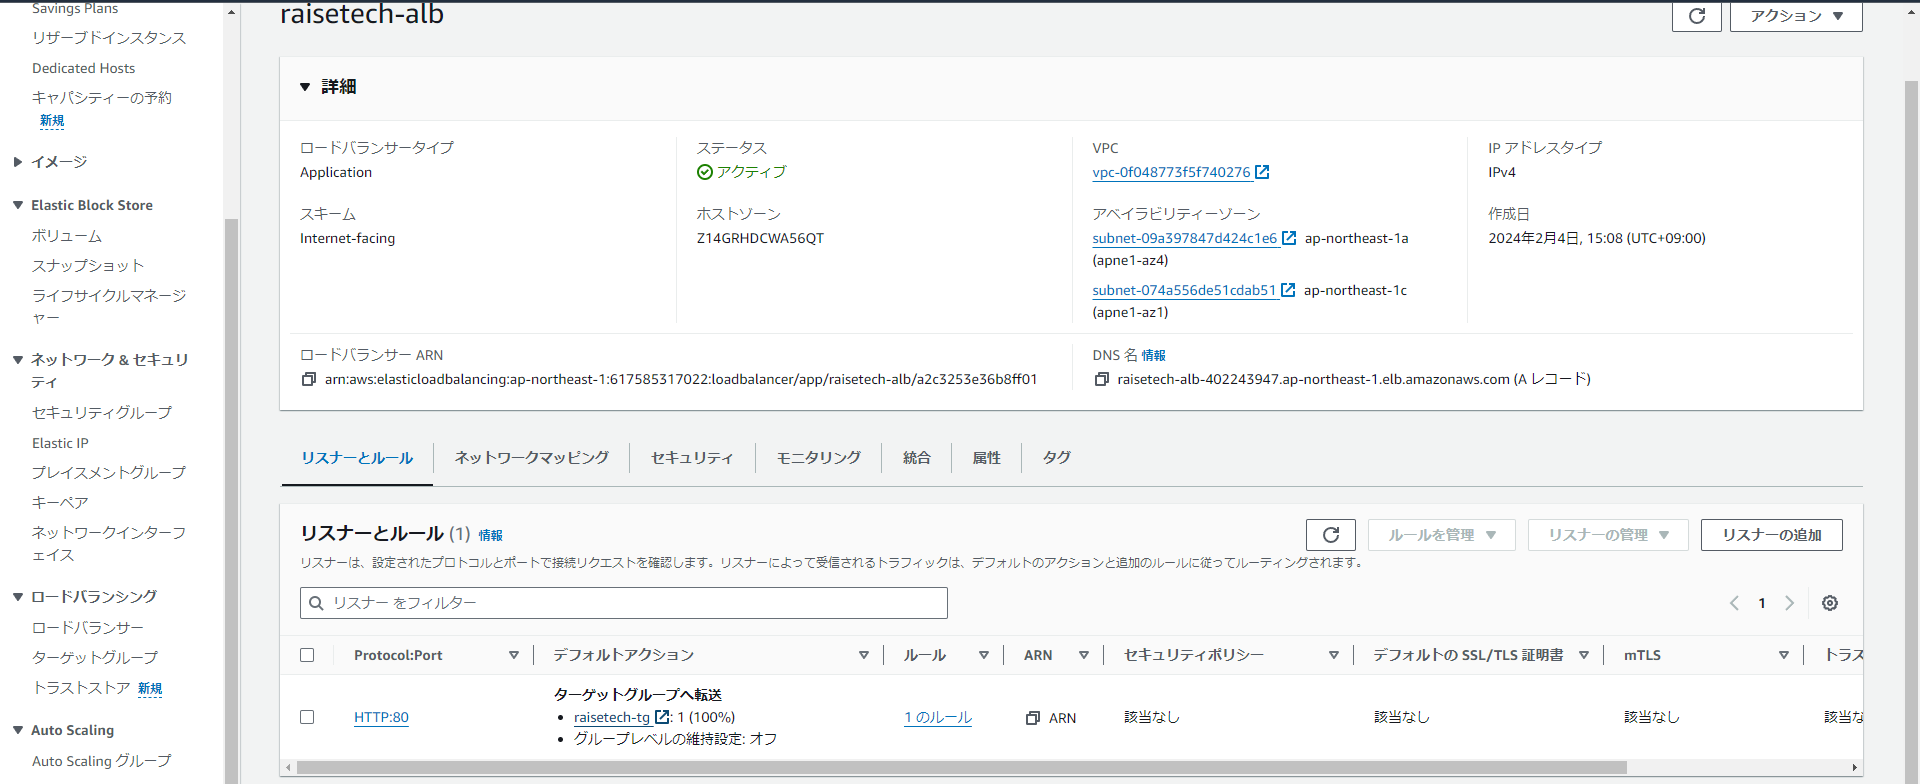 Savings Plans
リザーブドインスタンス
Dedicated Hosts
キャパシティーの予約
新規
イメージ
Elastic Block Store
ボリューム
スナップショット
ライフサイクルマネージ
ャー
ネットワーク & セキュリ
ティ
セキュリティグループ
Elastic IP
プレイスメントグループ
キーペア
ネットワークインターフ
ェイス
ロードバランシング
ロードバランサー
ターゲットグループ
トラストストア 新規
Auto Scaling
Auto Scaling グループ
raisetech-alb
アクション
詳細
ロードバランサータイプ
Application
ステータス
アクティブ
VPC
vpc-0f048773f5f740276
IP アドレスタイプ
IPv4
スキーム
Internet-facing
ホストゾーン
Z14GRHDCWA56QT
アベイラビリティーゾーン
subnet-09a397847d424c1e6 ap-northeast-1a
(apne1-az4)
subnet-074a556de51cdab51 ap-northeast-1c
(apne1-az1)
作成日
2024年2月4日, 15:08 (UTC+09:00)
ロードバランサー ARN
arn:aws:elasticloadbalancing:ap-northeast-1:617585317022:loadbalancer/app/raisetech-alb/a2c3253e36b8ff01
DNS 名 情報
raisetech-alb-402243947.ap-northeast-1.elb.amazonaws.com (A レコード)
リスナーとルール ネットワークマッピング セキュリティ モニタリング 統合 属性 タグ
リスナーとルール (1) 情報
ルールを管理 リスナーの管理 リスナーの追加
リスナーは、設定されたプロトコルとポートで接続リクエストを確認します。リスナーによって受信されるトラフィックは、デフォルトのアクションと追加のルールに従ってルーティングされます。
リスナー をフィルター
1
Protocol:Port デフォルトアクション ルール ARN セキュリティポリシー デフォルトの SSL/TLS 証明書 mTLS トラス
HTTP:80
ターゲットグループへ転送
• raisetech-tg : 1 (100%)
• グループレベルの維持設定: オフ
1 のルール
ARN
該当なし
該当なし
該当なし
該当な